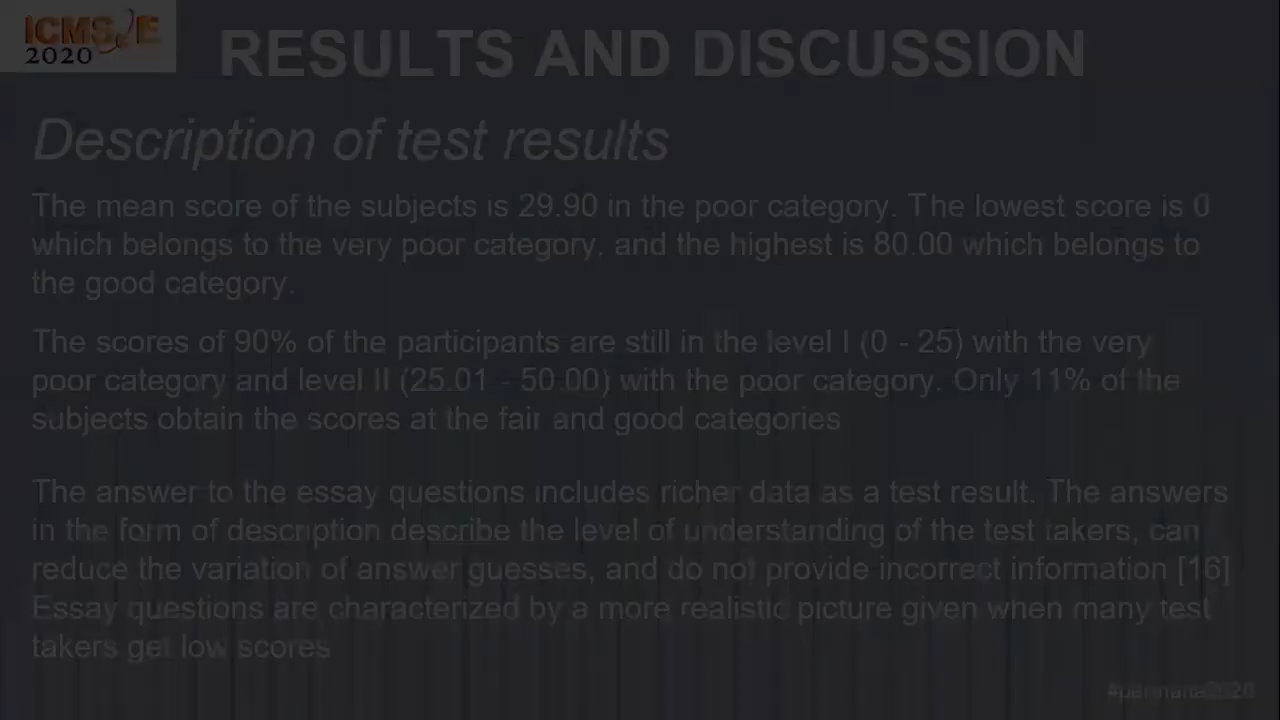 ICMScE
2020
RESULTS AND DISCUSSION
Description of test results
The mean score of the subjects is 29.90 in the poor category. The lowest score is 0
which belongs to the very poor category, and the highest is 80.00 which belongs to
the good category.
The scores of 90% of the participants are still in the level I (0 - 25) with the very
poor category and level II (25.01 - 50.00) with the poor category. Only 11% of the
subjects obtain the scores at the fair and good categories
The answer to the essay questions includes richer data as a test result. The answers
in the form of description describe the level of understanding of the test takers, can
reduce the variation of answer guesses, and do not provide incorrect information [16]
Essay questions are characterized by a more realistic picture given when many test
takers get low scores